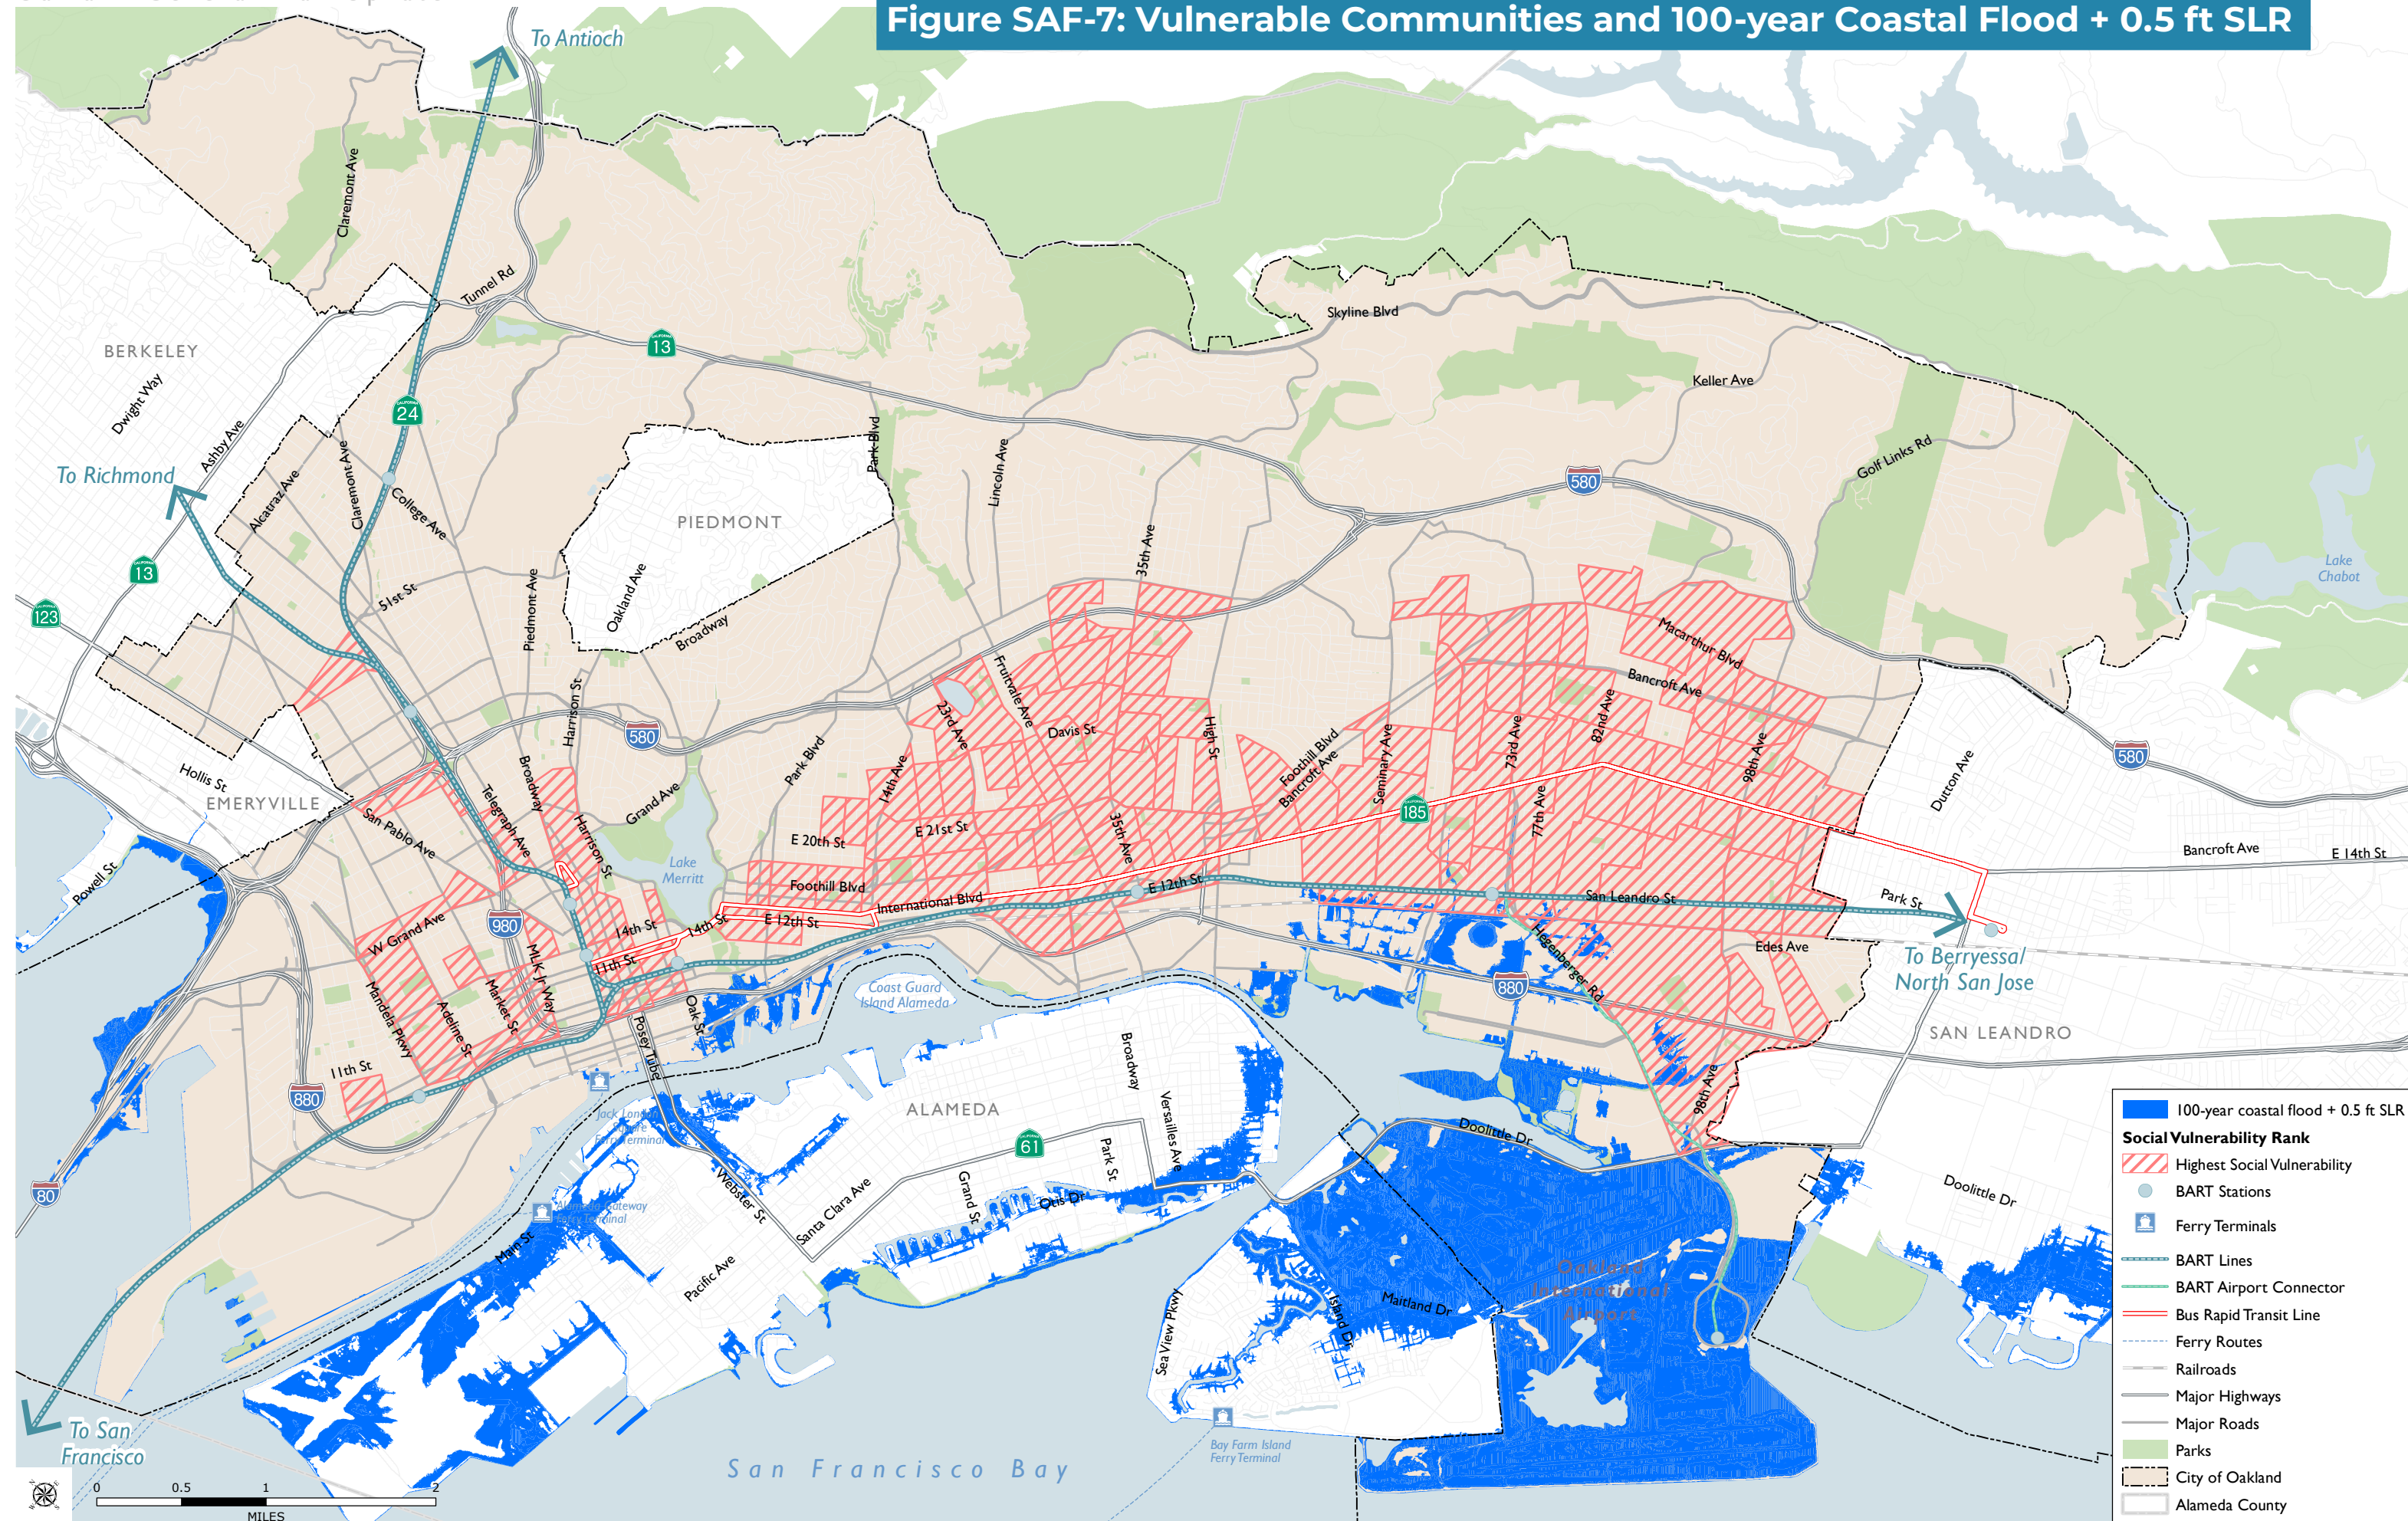 Figure SAF-7: Vulnerable Communities and 100-year Coastal Flood + 0.5 ft SLR
To Antioch
Claremont Ave
Tunnel Rd
Skyline Blvd
13
BERKELEY
Dwight Way
Keller Ave
24
Ashby Ave
Park Blvd
Lincoln Ave
Golf Links Rd
To Richmond
Alcatraz Ave
Claremont Ave
College Ave
PIEDMONT
580
35th Ave
13
Lake
Chabot
123
51st St
Piedmont Ave
Oakland Ave
Broadway
Macarthur Blvd
Bancroft Ave
Fruitvale Ave
23rd Ave
Harrison St
580
Davis St
High St
82nd Ave
73rd Ave
98th Ave
580
Park Blvd
14th Ave
Foothill Blvd
Bancroft Ave
Seminary Ave
Dutton Ave
Hollis St
EMERYVILLE
Broadway
Telegraph Ave
Grand Ave
San Pablo Ave
Harrison St
E 20th St
E 21st St
35th Ave
185
77th Ave
Bancroft Ave
E 14th St
Powell St
Lake
Merritt
Foothill Blvd
International Blvd
E 12th St
E 12th St
San Leandro St
Park St
980
W Grand Ave
14th St
14th St
11th St
MLK Jr Way
Hegenberger Rd
Edes Ave
To Berryessa/
North San Jose
Mandela Pkwy
Adeline St
Market St
Oak St
Posey Tube
Coast Guard
Island Alameda
880
SAN LEANDRO
11th St
880
Jack London
Square
Ferry Terminal
ALAMEDA
Broadway
Versailles Ave
98th Ave
61
Park St
Doolittle Dr
80
Alameda Gateway
Ferry Terminal
Webster St
Santa Clara Ave
Grand St
Otis Dr
Doolittle Dr
Main St
Pacific Ave
Sea View Pkwy
Island Dr
Maitland Dr
Oakland
International
Airport
To San
Francisco
San Francisco Bay
Bay Farm Island
Ferry Terminal
0 0.5 1 2
MILES
100-year coastal flood + 0.5 ft SLR
Social Vulnerability Rank
Highest Social Vulnerability
BART Stations
Ferry Terminals
BART Lines
BART Airport Connector
Bus Rapid Transit Line
Ferry Routes
Railroads
Major Highways
Major Roads
Parks
City of Oakland
Alameda County